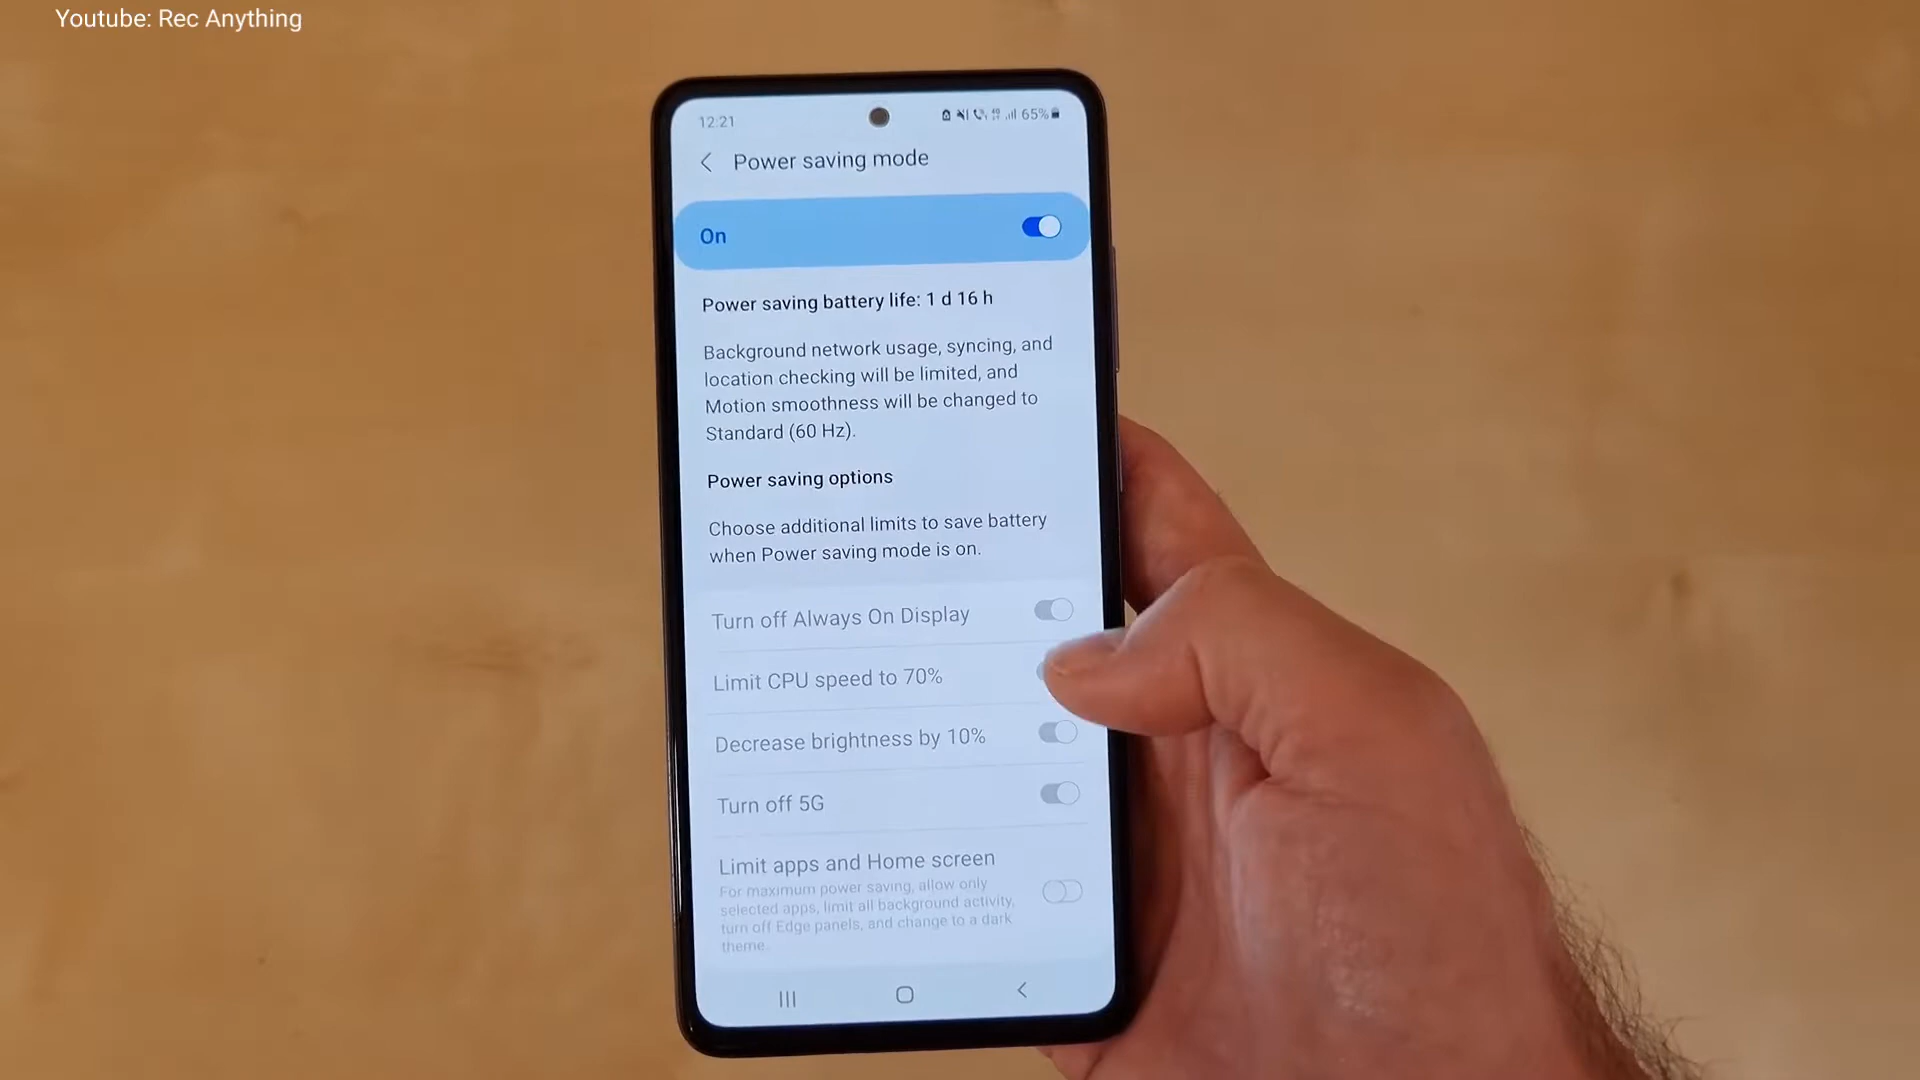 Youtube: Rec Anything
12:21
65%
Power saving mode
On
Power saving battery life: 1 d 16 h
Background network usage, syncing, and
location checking will be limited, and
Motion smoothness will be changed to
Standard (60 Hz).
Power saving options
Choose additional limits to save battery
when Power saving mode is on.
Turn off Always On Display
Limit CPU speed to 70%
Decrease brightness by 10%
Turn off 5G
Limit apps and Home screen
For maximum power saving, allow only
selected apps, limit all background activity,
turn off Edge panels, and change to a dark
theme.